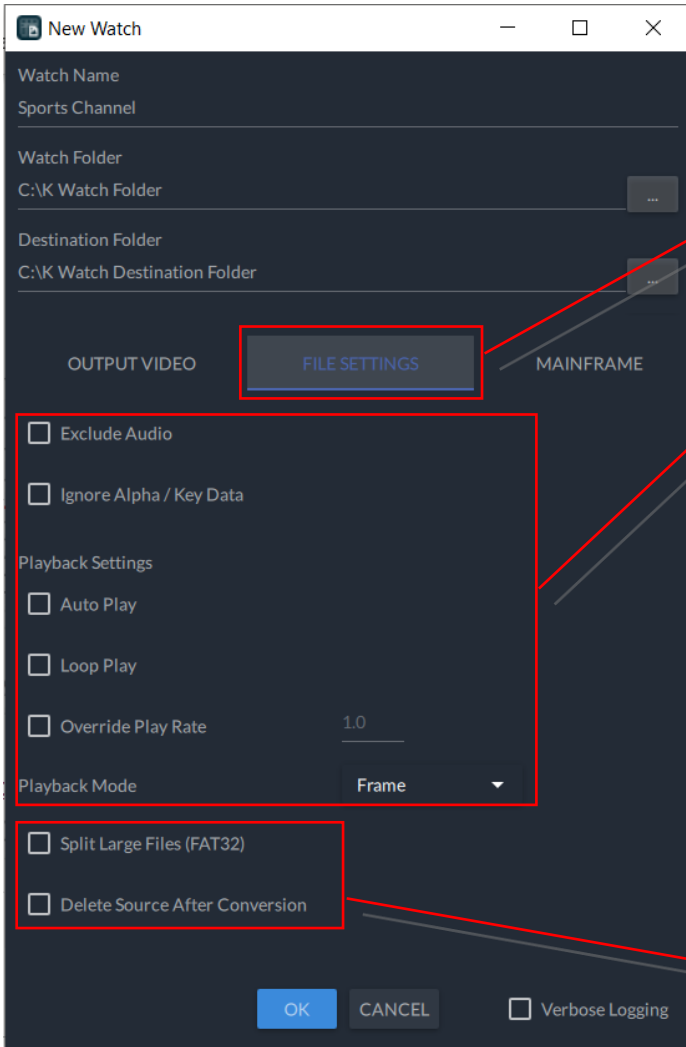 New Watch
Watch Name
Sports Channel
Watch Folder
C:\K Watch Folder
...
Destination Folder
C:\K Watch Destination Folder
...
OUTPUT VIDEO FILE SETTINGS MAINFRAME
Exclude Audio
Ignore Alpha / Key Data
Playback Settings
Auto Play
Loop Play
Override Play Rate 1.0
Playback Mode Frame
Split Large Files (FAT32)
Delete Source After Conversion
OK CANCEL Verbose Logging